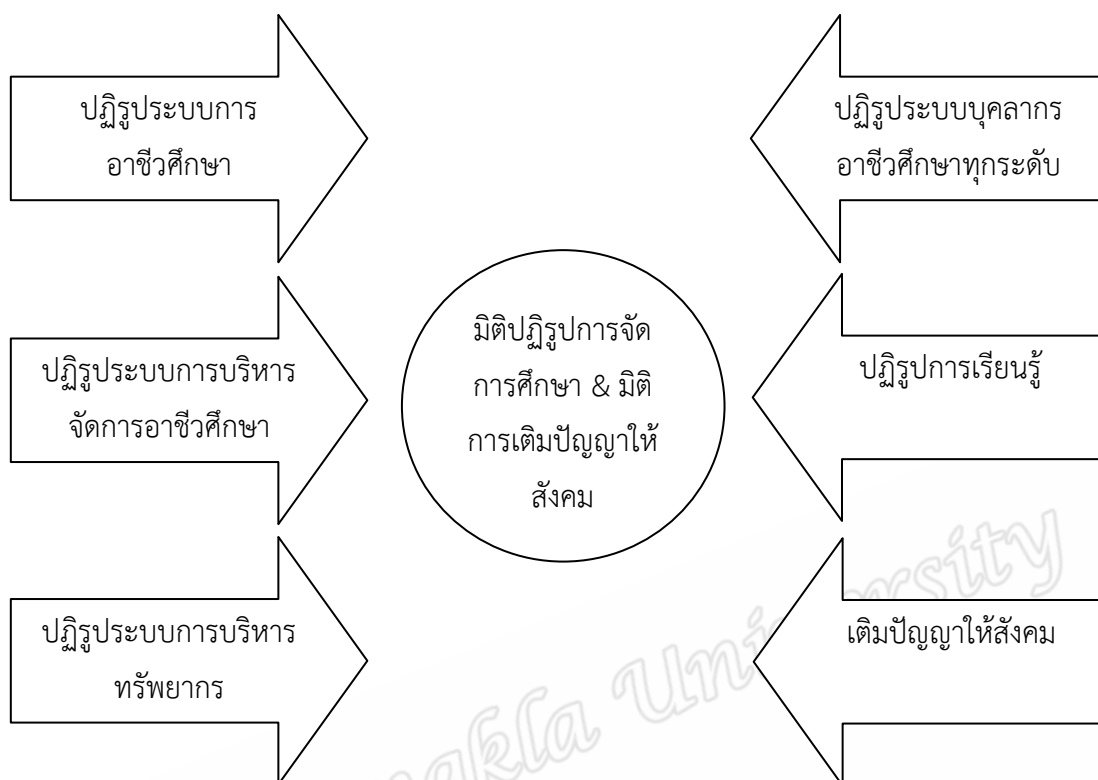 ปฏิรูประบบการ
อาชีวศึกษา
ปฏิรูประบบการบริหาร
จัดการอาชีวศึกษา
ปฏิรูประบบการบริหาร
ทรัพยากร
มิติปฏิรูปการจัด
การศึกษา & มิติ
การเติมปัญญาให้
สังคม
ปฏิรูประบบบุคลากร
อาชีวศึกษาทุกระดับ
ปฏิรูปการเรียนรู้
เติมปัญญาให้สังคม